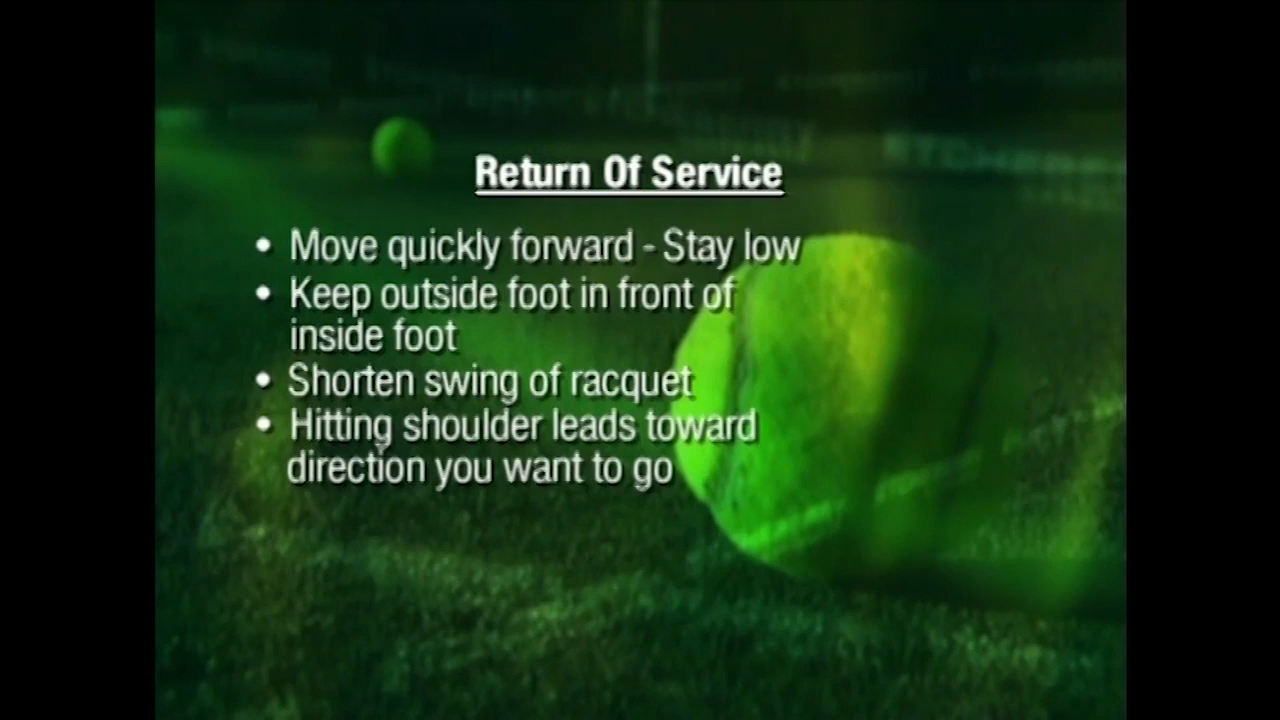 Return Of Service
• Move quickly forward - Stay low
• Keep outside foot in front of
inside foot
• Shorten swing of racquet
• Hitting shoulder leads toward
direction you want to go